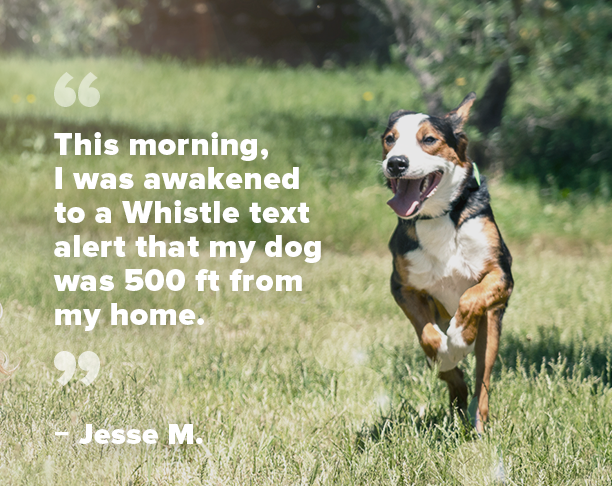 “
This morning,
I was awakened
to a Whistle text
alert that my dog
was 500 ft from
my home.
”
– Jesse M.